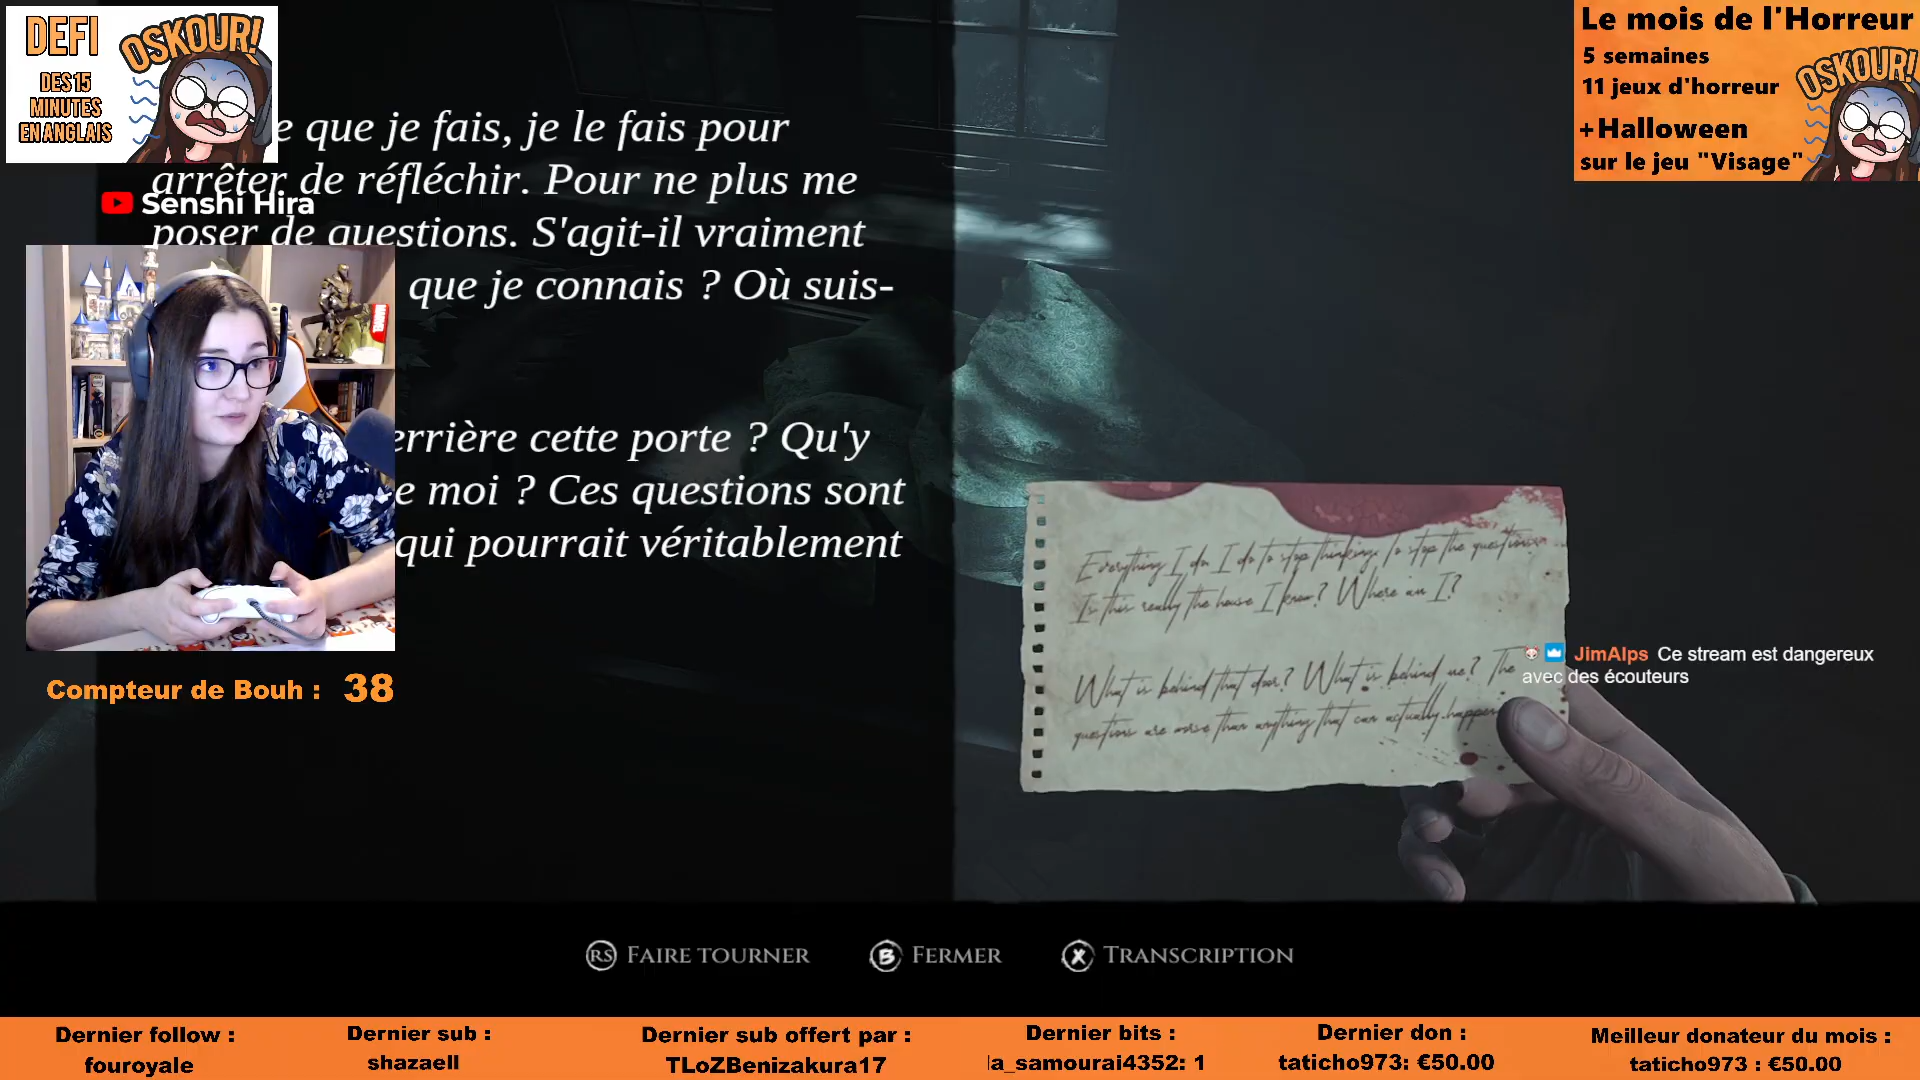 DEFI
DES 15
MINUTES
EN ANGLAIS
OSKOUR!
Le mois de l'Horreur
5 semaines
11 jeux d'horreur
+Halloween
sur le jeu "Visage"
OSKOUR!
que je fais, je le fais pour
arrêter de réfléchir. Pour ne plus me
poser de questions. S'agit-il vraiment
que je connais ? Où suis-
cette porte ? Qu'y
moi ? Ces questions sont
qui pourrait véritablement
Senshi Hira
Compteur de Bouh : 38
Everything I do I do to stop thinking. To stop the questions.
Is this really the house I know? Where am I?
What is behind that door? What is behind me? The
questions are worse than anything that can actually happen
JimAlps Ce stream est dangereux
avec des écouteurs
RS FAIRE TOURNER
B FERMER
X TRANSCRIPTION
Dernier follow :
fouroyale
Dernier sub :
shazaell
Dernier sub offert par :
TLoZBenizakura17
Dernier bits :
la_samourai4352: 1
Dernier don :
taticho973: €50.00
Meilleur donateur du mois :
taticho973 : €50.00